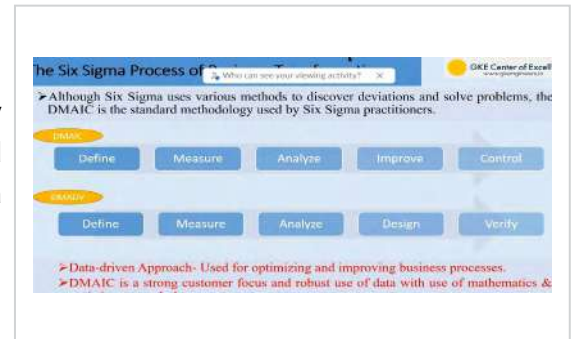 The Six Sigma Process of
Who can see your viewing activity? ×
GKE Center of Excell
➢Although Six Sigma uses various methods to discover deviations and solve problems, the
DMAIC is the standard methodology used by Six Sigma practitioners.
DMAIC
Define Measure Analyze Improve Control
DMADV
Define Measure Analyze Design Verify
➢Data-driven Approach- Used for optimizing and improving business processes.
➢DMAIC is a strong customer focus and robust use of data with use of mathematics &